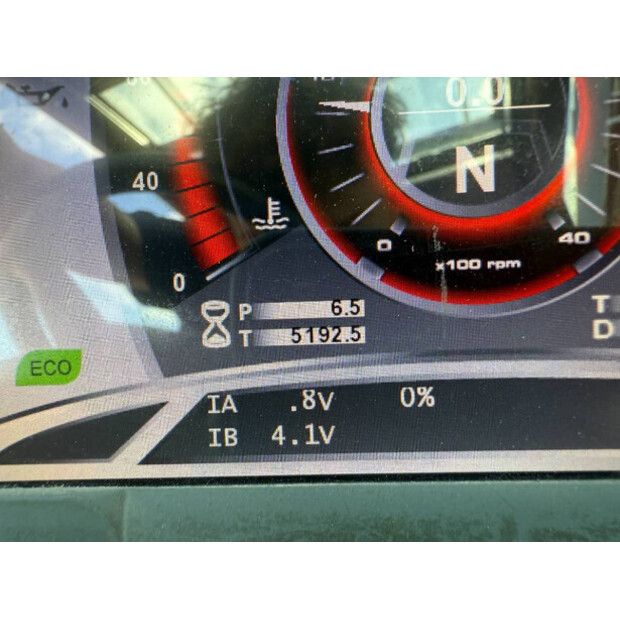 0.0
N
40
0
40
x100 rpm
0
P 6.5
T 5192.5
T
D
ECO
IA .8V 0%
IB 4.1V